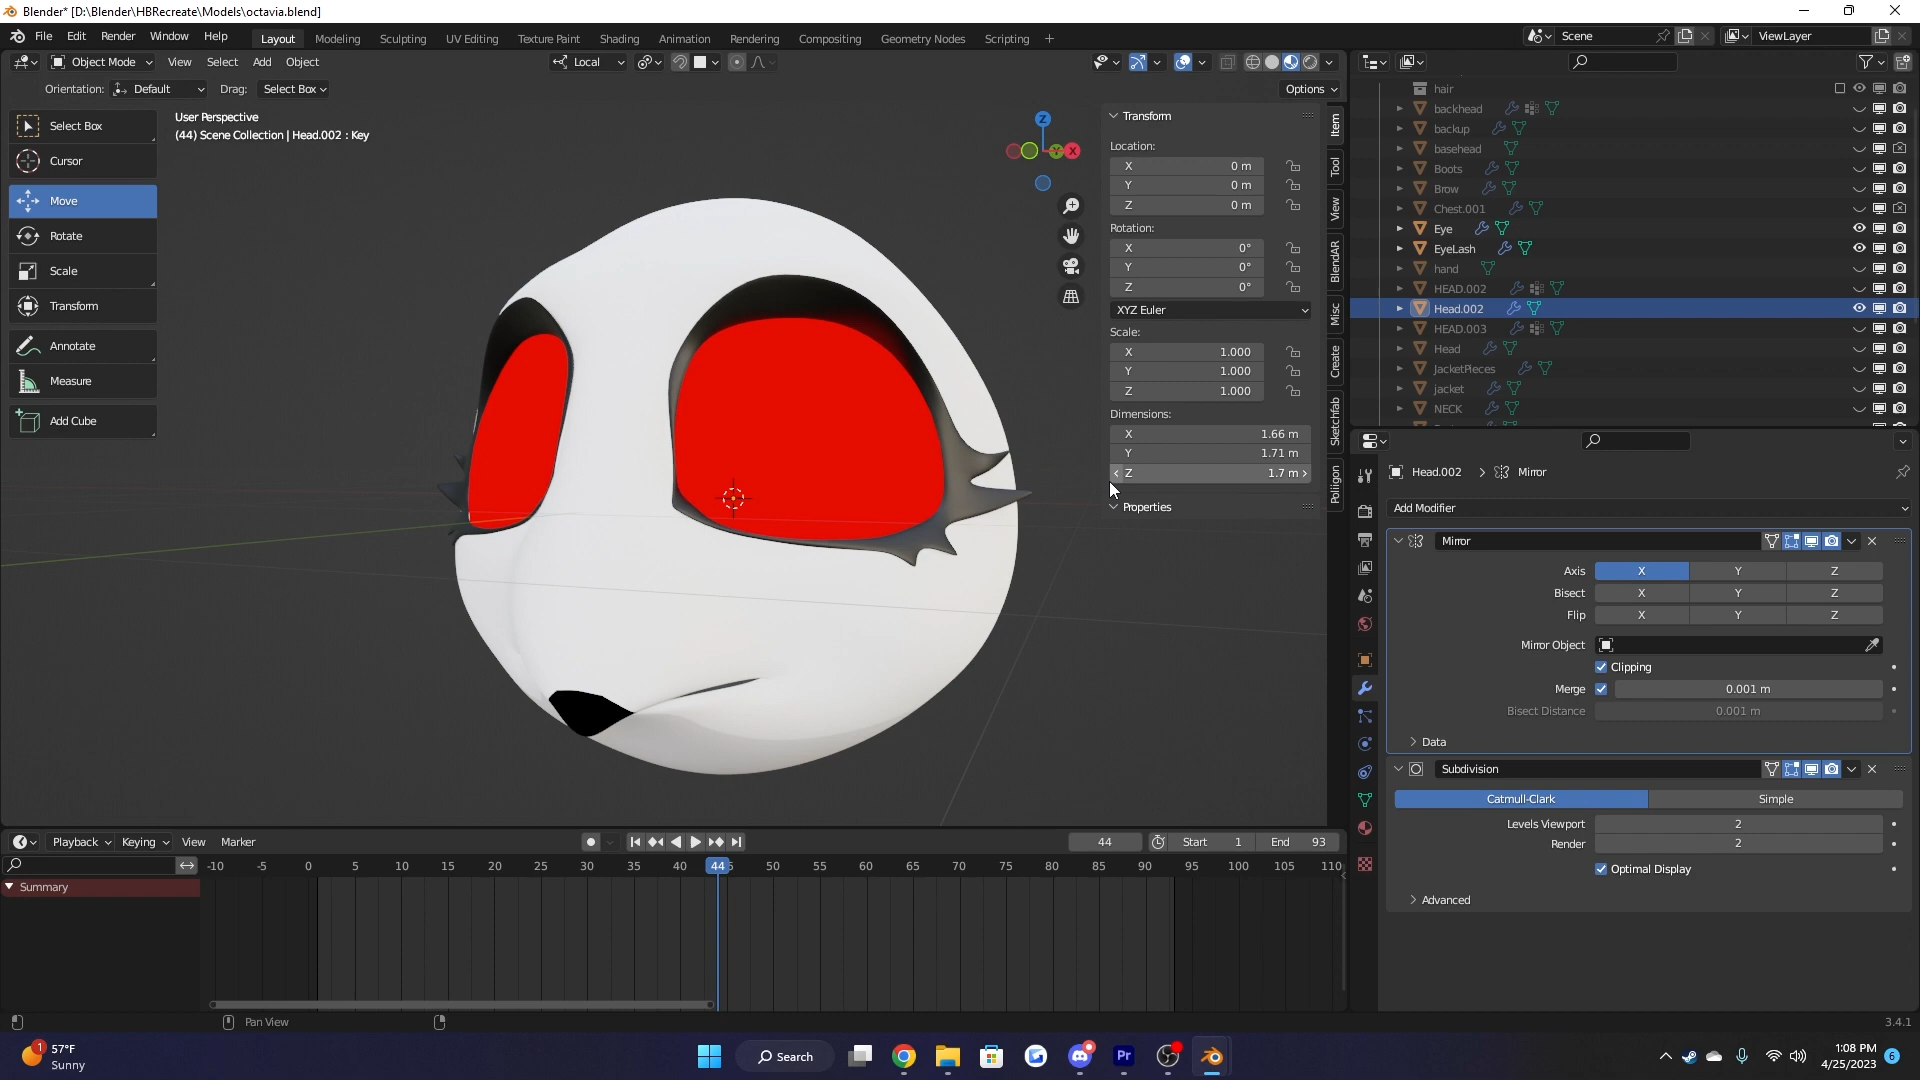 Blender* [D:\Blender\HBRecreate\Models\octavia.blend]
File Edit Render Window Help Layout Modeling Sculpting UV Editing Texture Paint Shading Animation Rendering Compositing Geometry Nodes Scripting + Scene ViewLayer
Object Mode View Select Add Object Local
Orientation: Default Drag: Select Box Options
Select Box
Cursor
Move
Rotate
Scale
Transform
Annotate
Measure
Add Cube
User Perspective
(44) Scene Collection | Head.002 : Key
Z
X
Transform
Location:
X 0 m
Y 0 m
Z 0 m
Rotation:
X 0°
Y 0°
Z 0°
XYZ Euler
Scale:
X 1.000
Y 1.000
Z 1.000
Dimensions:
X 1.66 m
Y 1.71 m
Z 1.7 m
Properties
Item
Tool
View
BlendAR
Misc
Create
Sketchfab
Poliigon
hair
backhead
backup
basehead
Boots
Brow
Chest.001
Eye
EyeLash
hand
HEAD.002
Head.002
HEAD.003
Head
JacketPieces
jacket
NECK
Head.002 Mirror
Add Modifier
Mirror
Axis X Y Z
Bisect X Y Z
Flip X Y Z
Mirror Object
Clipping
Merge 0.001 m
Bisect Distance 0.001 m
Data
Subdivision
Catmull-Clark Simple
Levels Viewport 2
Render 2
Optimal Display
Advanced
Playback Keying View Marker 44 Start 1 End 93
-10 -5 0 5 10 15 20 25 30 35 40 44 50 55 60 65 70 75 80 85 90 95 100 105 110
Summary
Pan View
3.4.1
1
57°F
Sunny
Search
Pr
1:08 PM
4/25/2023
6